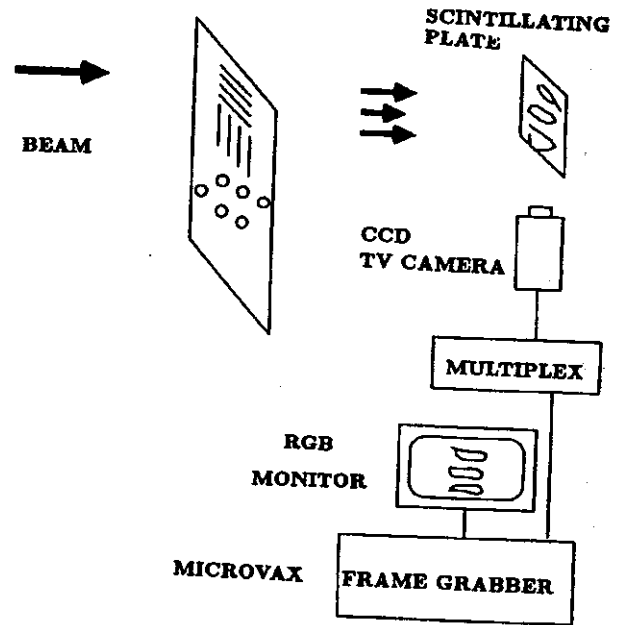 SCINTILLATING
PLATE
BEAM
CCD
TV CAMERA
MULTIPLEX
RGB
MONITOR
MICROVAX
FRAME GRABBER